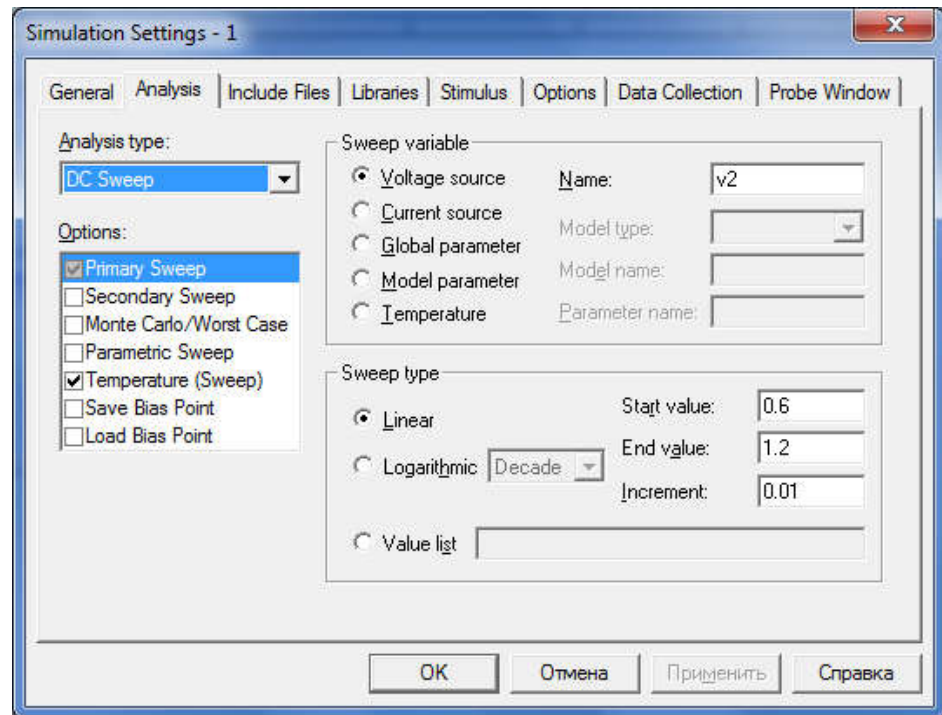 Simulation Settings - 1
General Analysis Include Files Libraries Stimulus Options Data Collection Probe Window
Analysis type:
DC Sweep
Options:
Primary Sweep
Secondary Sweep
Monte Carlo/Worst Case
Parametric Sweep
Temperature (Sweep)
Save Bias Point
Load Bias Point
Sweep variable
Voltage source
Current source
Global parameter
Model parameter
Temperature
Name: v2
Model type:
Model name:
Parameter name:
Sweep type
Linear
Logarithmic Decade
Value list
Start value: 0.6
End value: 1.2
Increment: 0.01
OK Отмена Применить Справка